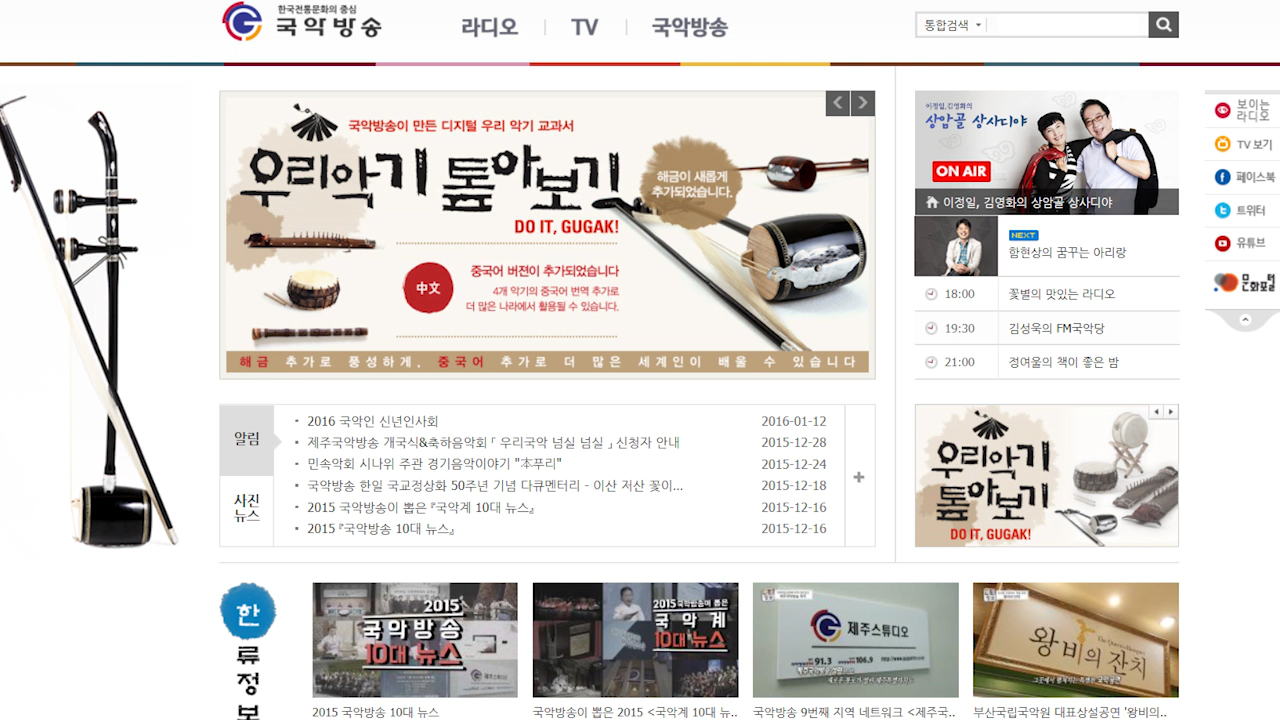 한국전통문화의 중심
국악방송
라디오
TV
국악방송
통합검색
국악방송이 만든 디지털 우리 악기 교과서
우리악기 톺아보기
해금이 새롭게
추가되었습니다.
DO IT, GUGAK!
中文
중국어 버젼이 추가되었습니다
4개 악기의 중국어 번역 추가로
더 많은 나라에서 활용될 수 있습니다.
해금 추가로 풍성하게, 중국어 추가로 더 많은 세계인이 배울 수 있습니다
이정일, 김영화의
상암골 상사디야
ON AIR
이정일, 김영화의 상암골 상사디야
NEXT
함현상의 꿈꾸는 아리랑
18:00 꽃별의 맛있는 라디오
19:30 김성욱의 FM국악당
21:00 정여울의 책이 좋은 밤
보이는
라디오
TV 보기
페이스북
트위터
유튜브
문화포털
알림
사진
뉴스
2016 국악인 신년인사회 2016-01-12
제주국악방송 개국식&축하음악회 ｢ 우리국악 넘실 넘실 ｣ 신청자 안내 2015-12-28
민속악회 시나위 주관 경기음악이야기 "本푸리" 2015-12-24
국악방송 한일 국교정상화 50주년 기념 다큐멘터리 - 이산 저산 꽃이... 2015-12-18
2015 국악방송이 뽑은『국악계 10대 뉴스』 2015-12-16
2015『국악방송 10대 뉴스』 2015-12-16
우리악기
톺아보기
DO IT, GUGAK!
한
류
정
보
2015
국악방송
10대 뉴스
2015 국악방송이 뽑은
국악계
10대 뉴스
제주스튜디오
91.3
106.9
왕비의 잔치
The Queen's Banquet
2015 국악방송 10대 뉴스
국악방송이 뽑은 2015 <국악계 10대 뉴..
국악방송 9번째 지역 네트워크 <제주국..
부산국립국악원 대표상설공연 '왕비의..